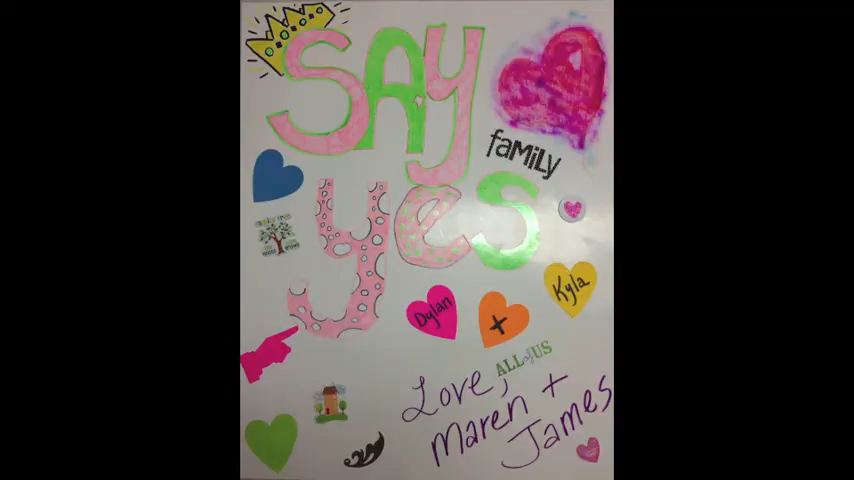 SAY
family
yes
Kyla
Dylan
+
ALL of US
Love,
Maren +
James